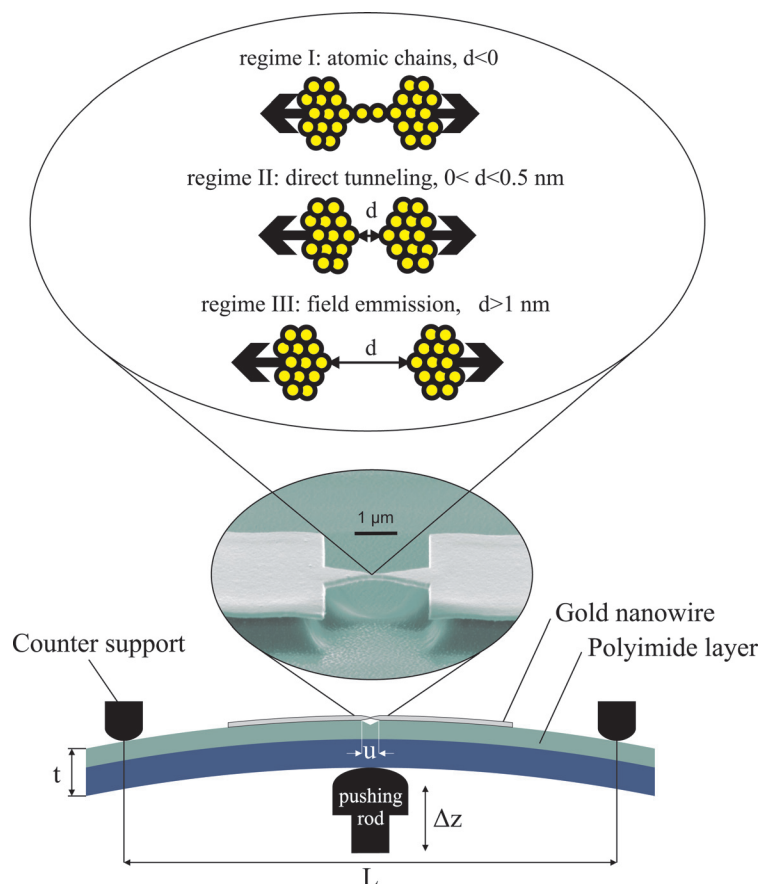 regime I: atomic chains, d<0
regime II: direct tunneling, 0< d<0.5 nm
d
regime III: field emmission, d>1 nm
d
1 µm
Gold nanowire
Counter support
Polyimide layer
u
t
pushing
rod
Δz
L